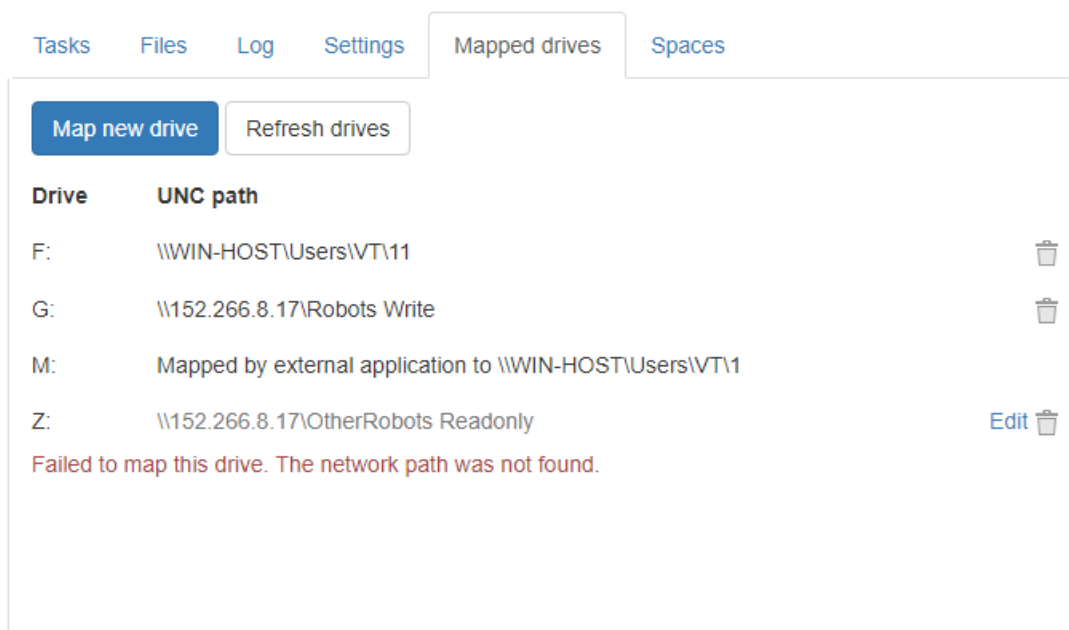 Tasks Files Log Settings Mapped drives Spaces
Map new drive Refresh drives
Drive UNC path
F: \\WIN-HOST\Users\VT\11
G: \\152.266.8.17\Robots Write
M: Mapped by external application to \\WIN-HOST\Users\VT\1
Z: \\152.266.8.17\OtherRobots Readonly Edit
Failed to map this drive. The network path was not found.